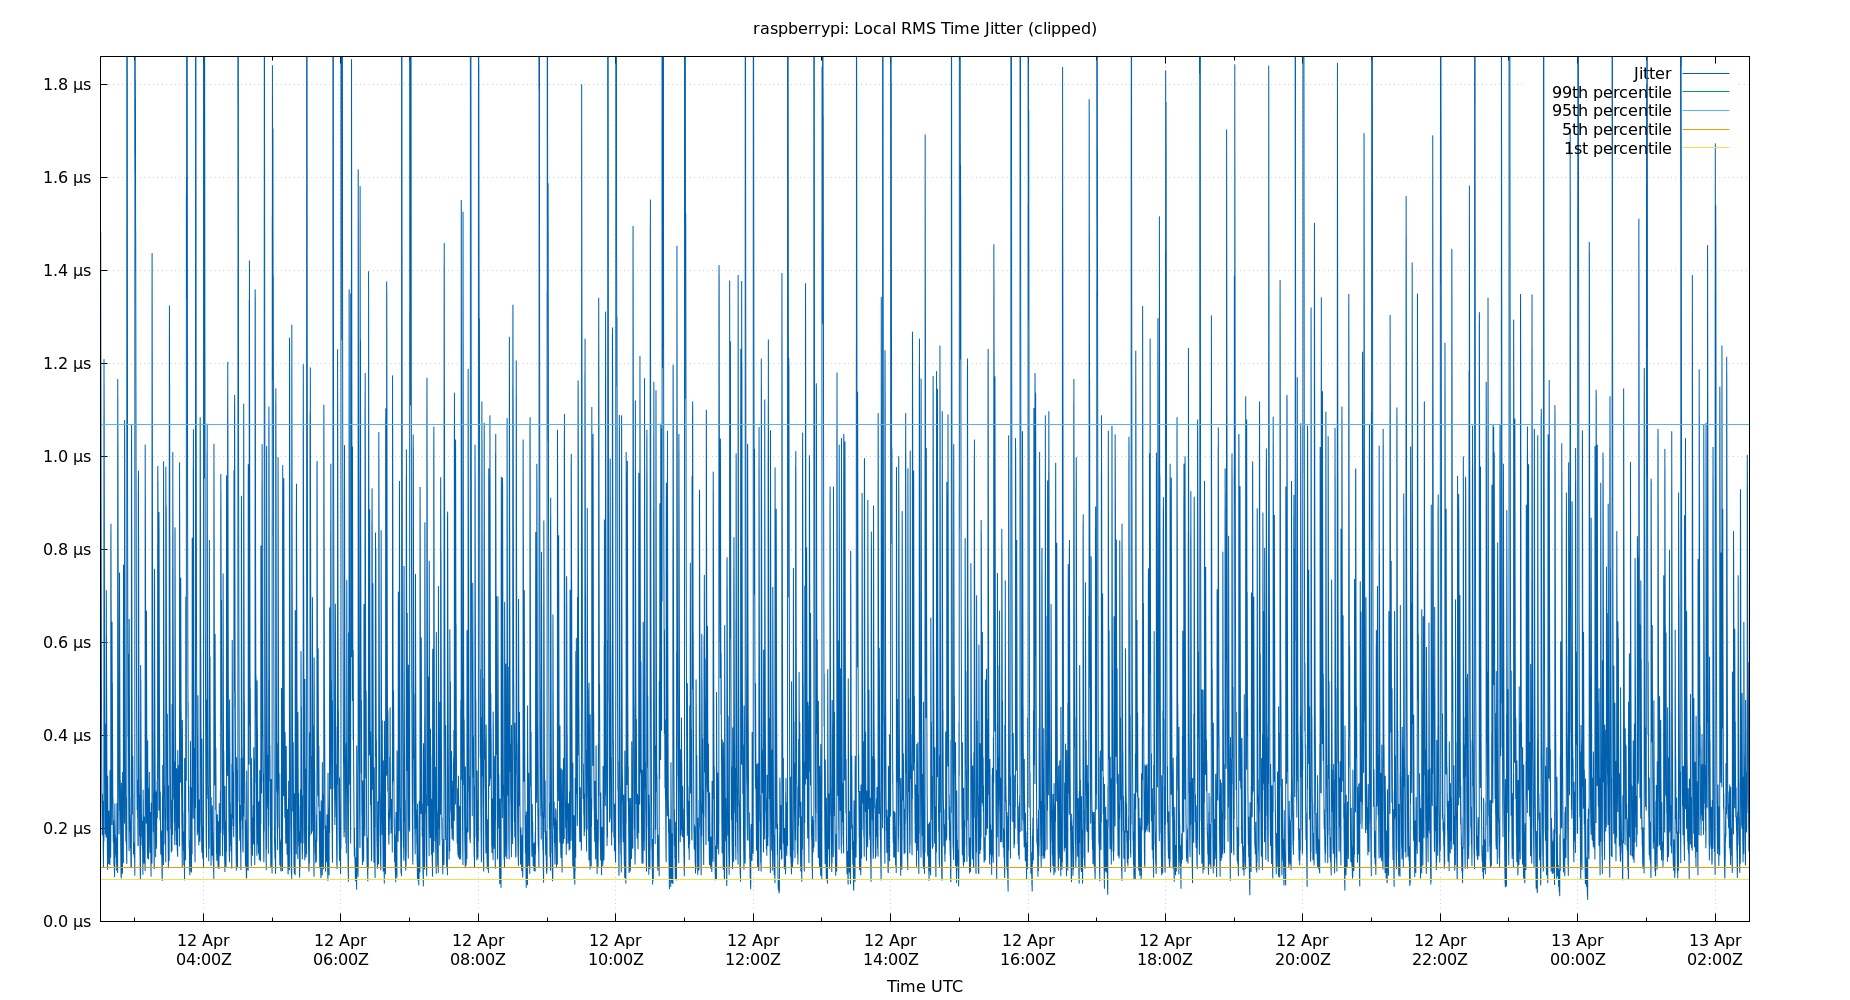 raspberrypi: Local RMS Time Jitter (clipped)
1.8 µs
1.6 µs
1.4 µs
1.2 µs
1.0 µs
0.8 µs
0.6 µs
0.4 µs
0.2 µs
0.0 µs
Jitter
99th percentile
95th percentile
5th percentile
1st percentile
12 Apr 12 Apr 12 Apr 12 Apr 12 Apr 12 Apr 12 Apr 12 Apr 12 Apr 12 Apr 13 Apr 13 Apr
04:00Z 06:00Z 08:00Z 10:00Z 12:00Z 14:00Z 16:00Z 18:00Z 20:00Z 22:00Z 00:00Z 02:00Z
Time UTC